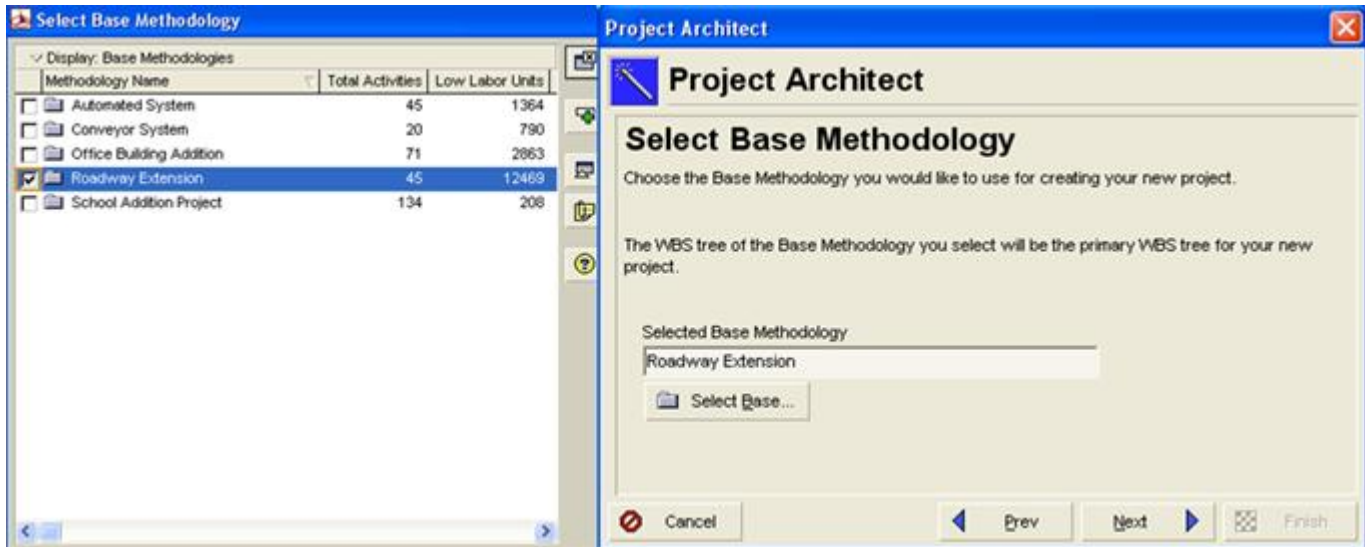 Select Base Methodology
Display: Base Methodologies
Methodology Name Total Activities Low Labor Units
Automated System 45 1364
Conveyor System 20 790
Office Building Addition 71 2863
Roadway Extension 45 12469
School Addition Project 134 208
Project Architect
Project Architect
Select Base Methodology
Choose the Base Methodology you would like to use for creating your new project.
The WBS tree of the Base Methodology you select will be the primary WBS tree for your new
project.
Selected Base Methodology
Roadway Extension
Select Base...
Cancel Prev Next Finish